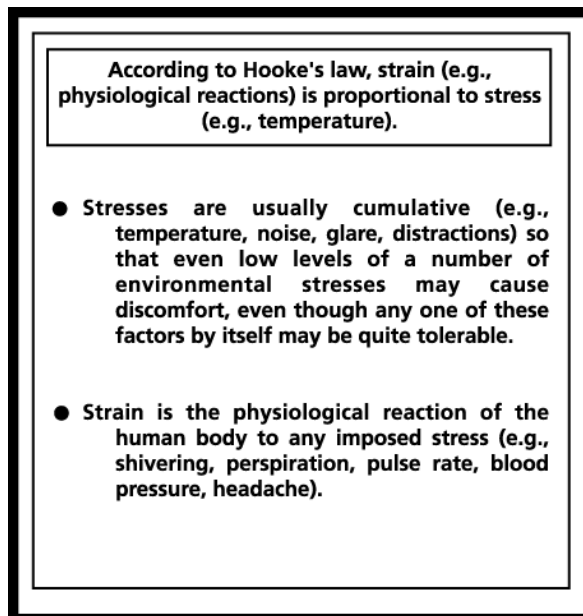 According to Hooke's law, strain (e.g.,
physiological reactions) is proportional to stress
(e.g., temperature).
● Stresses are usually cumulative (e.g.,
temperature, noise, glare, distractions) so
that even low levels of a number of
environmental stresses may cause
discomfort, even though any one of these
factors by itself may be quite tolerable.
● Strain is the physiological reaction of the
human body to any imposed stress (e.g.,
shivering, perspiration, pulse rate, blood
pressure, headache).